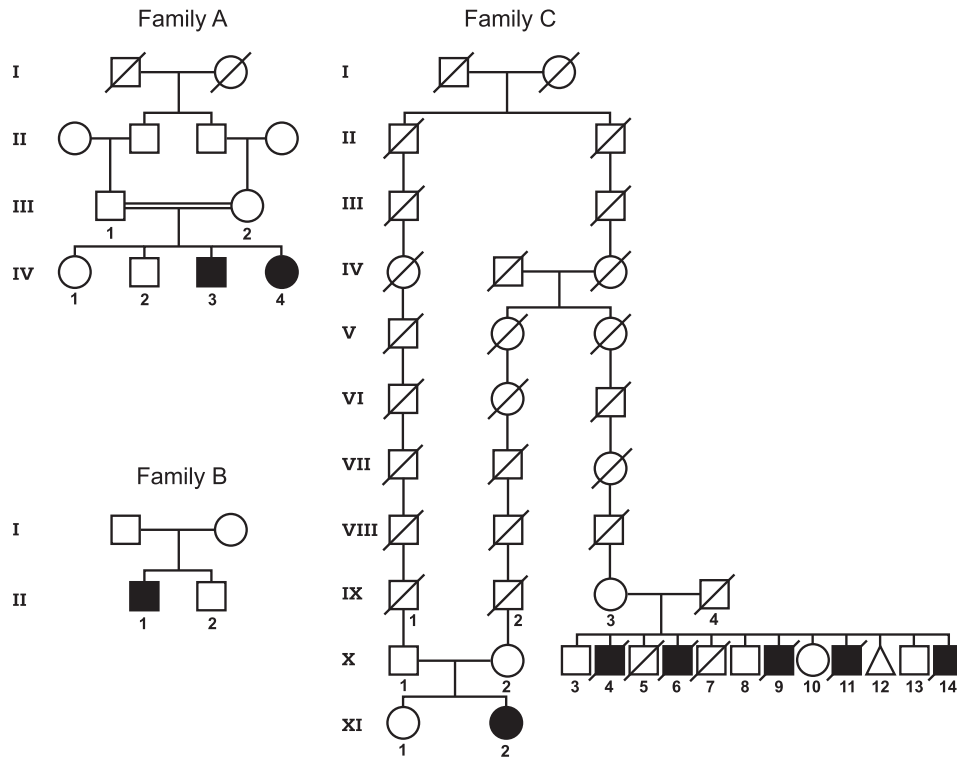 Family A
I
II
III
1 2
IV
1 2 3 4
Family B
I
II
1 2
Family C
I
II
III
IV
V
VI
VII
VIII
IX
1 2 3 4
X
1 2 3 4 5 6 7 8 9 10 11 12 13 14
XI
1 2